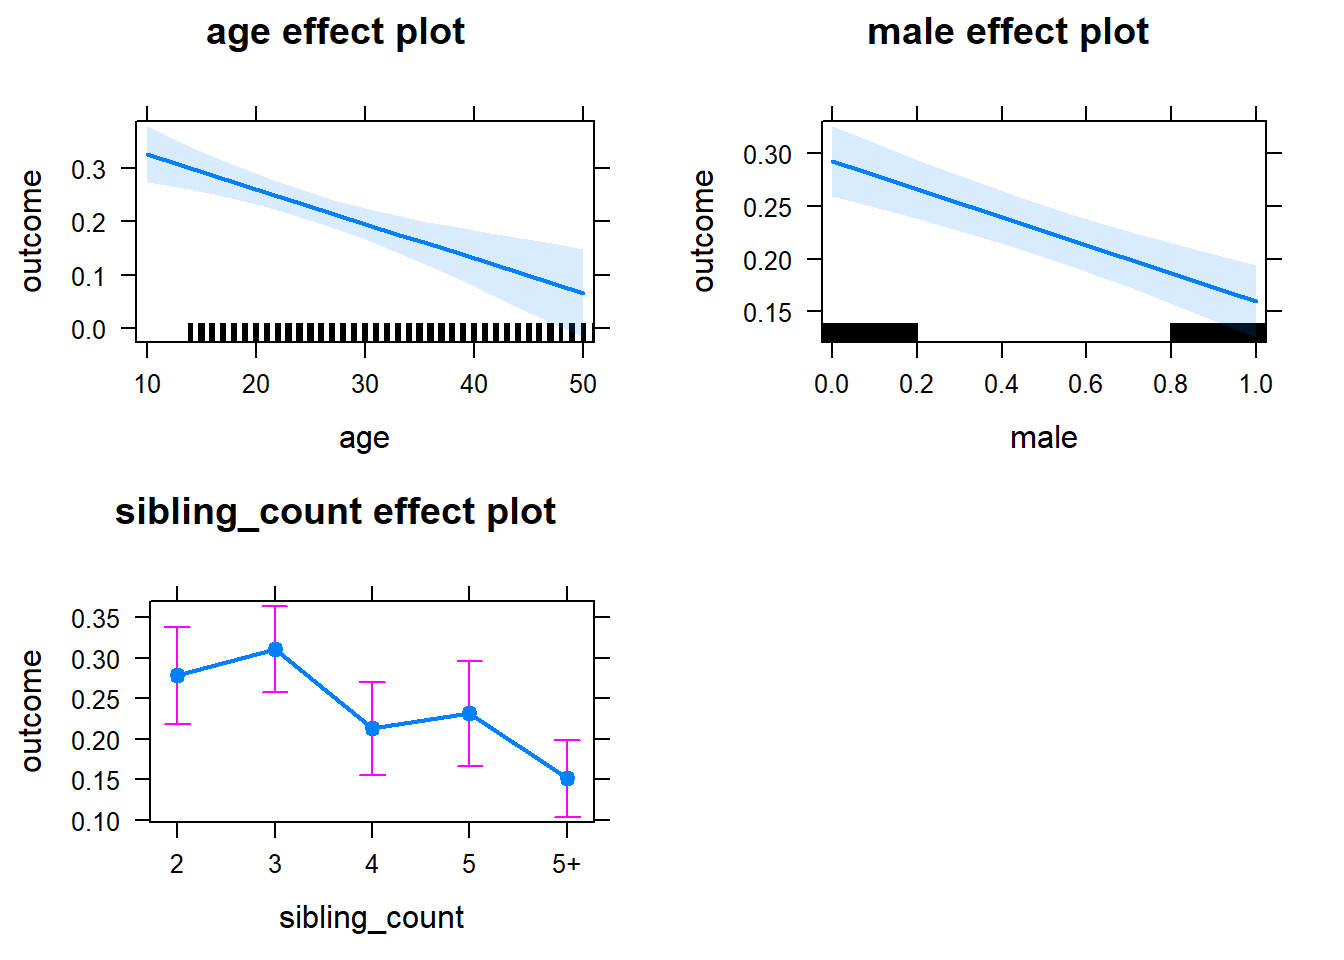 age effect plot
outcome
0.3
0.2
0.1
0.0
10 20 30 40 50
age
male effect plot
outcome
0.30
0.25
0.20
0.15
0.0 0.2 0.4 0.6 0.8 1.0
male
sibling_count effect plot
outcome
0.35
0.30
0.25
0.20
0.15
0.10
2 3 4 5 5+
sibling_count